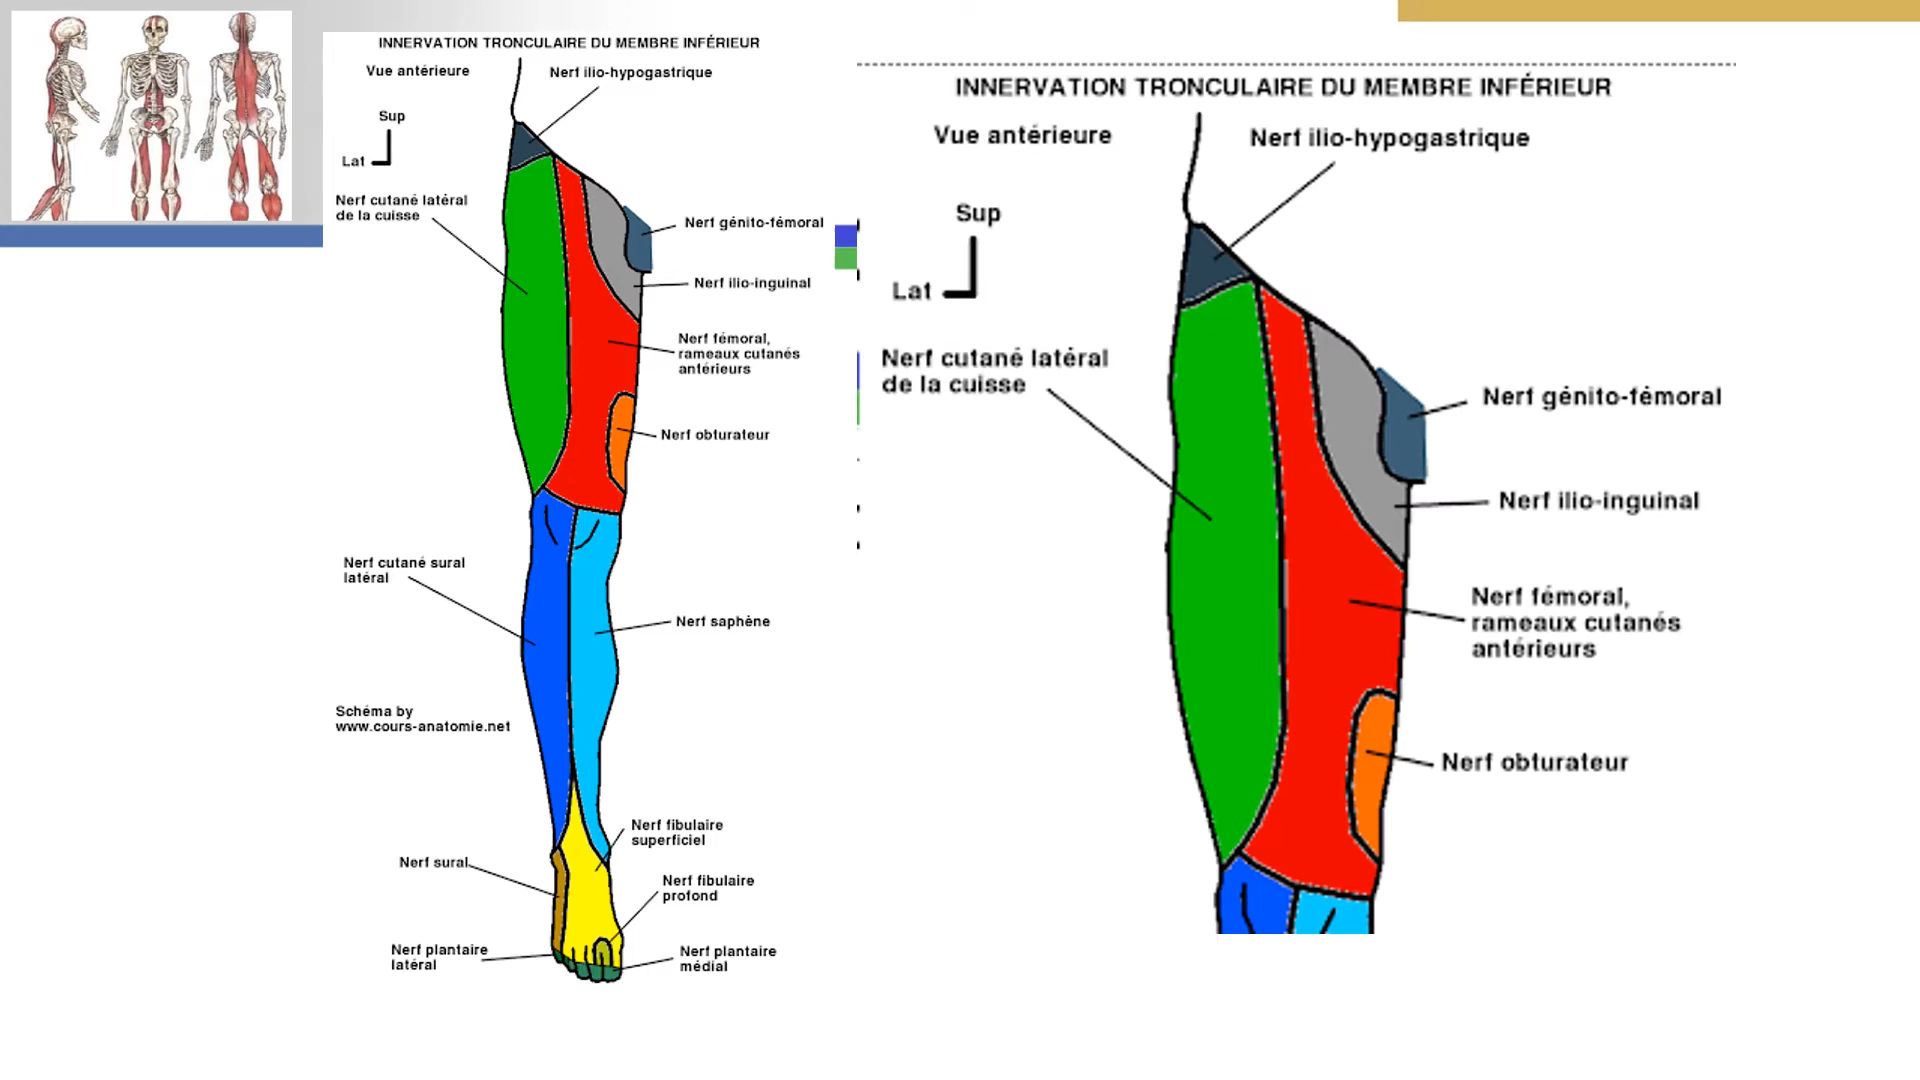 INNERVATION TRONCULAIRE DU MEMBRE INFÉRIEUR
Vue antérieure
Nerf ilio-hypogastrique
Sup
Lat
Nerf cutané latéral
de la cuisse
Nerf génito-fémoral
Nerf ilio-inguinal
Nerf fémoral,
rameaux cutanés
antérieurs
Nerf obturateur
Nerf cutané sural
latéral
Nerf saphène
Schéma by
www.cours-anatomie.net
Nerf fibulaire
superficiel
Nerf sural
Nerf fibulaire
profond
Nerf plantaire
latéral
Nerf plantaire
médial
INNERVATION TRONCULAIRE DU MEMBRE INFÉRIEUR
Vue antérieure
Nerf ilio-hypogastrique
Sup
Lat
Nerf cutané latéral
de la cuisse
Nerf génito-fémoral
Nerf ilio-inguinal
Nerf fémoral,
rameaux cutanés
antérieurs
Nerf obturateur